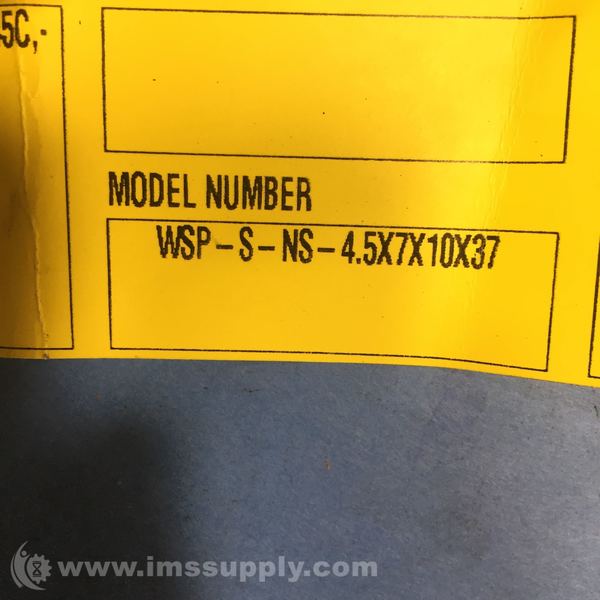 5C,-
MODEL NUMBER
WSP-S-NS-4.5X7X10X37
www.imssupply.com